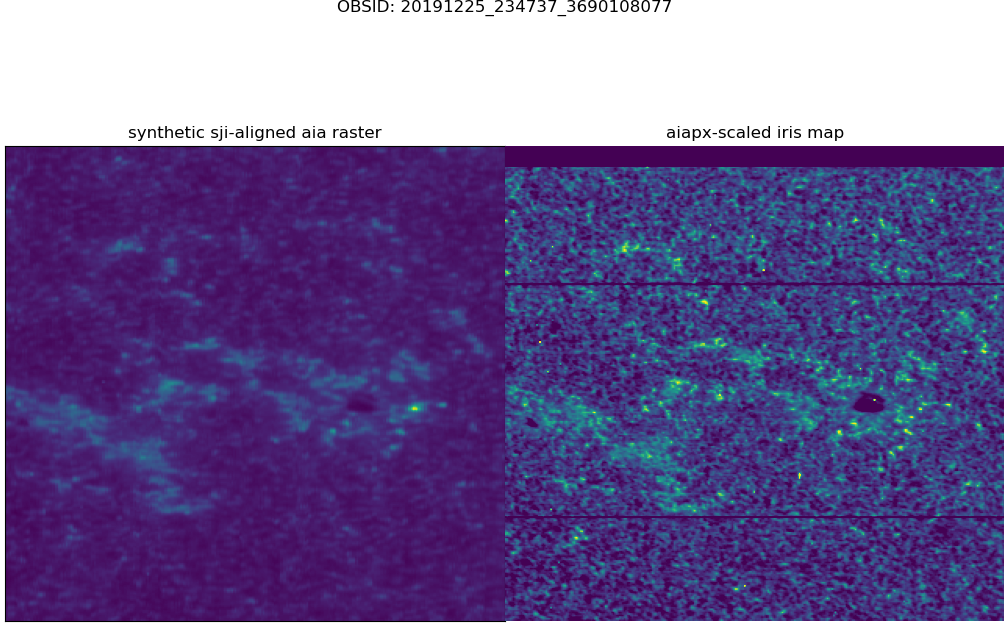 OBSID: 20191225_234737_3690108077
synthetic sji-aligned aia raster
aiapx-scaled iris map